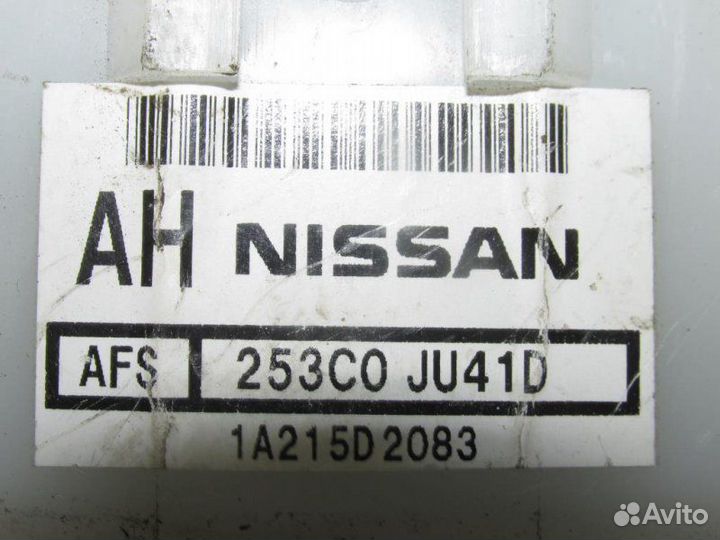 AH NISSAN
AFS 253C0 JU41D
1A215D2083
Avito